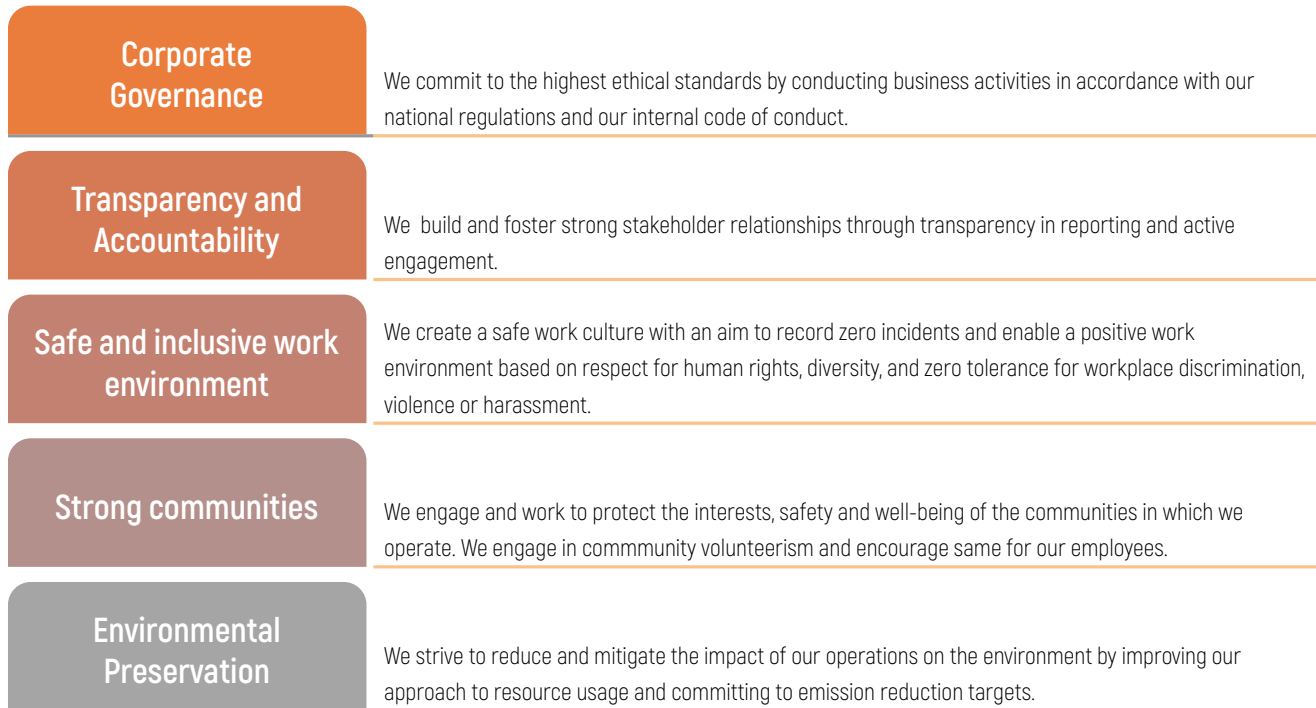 Corporate
Governance
We commit to the highest ethical standards by conducting business activities in accordance with our
national regulations and our internal code of conduct.
Transparency and
Accountability
We build and foster strong stakeholder relationships through transparency in reporting and active
engagement.
Safe and inclusive work
environment
We create a safe work culture with an aim to record zero incidents and enable a positive work
environment based on respect for human rights, diversity, and zero tolerance for workplace discrimination,
violence or harassment.
Strong communities
We engage and work to protect the interests, safety and well-being of the communities in which we
operate. We engage in commmunity volunteerism and encourage same for our employees.
Environmental
Preservation
We strive to reduce and mitigate the impact of our operations on the environment by improving our
approach to resource usage and committing to emission reduction targets.